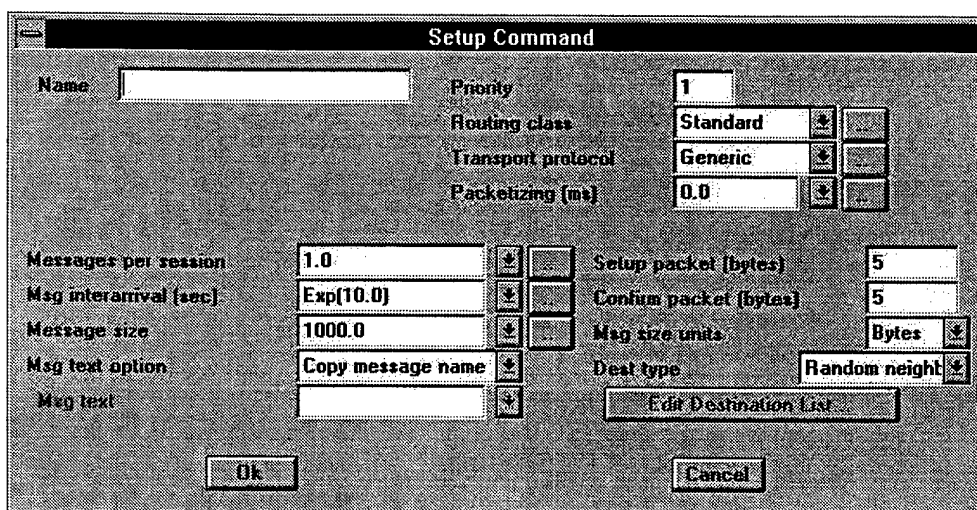 Setup Command
Name
Priority 1
Routing class Standard ...
Transport protocol Generic ...
Packetizing (ms) 0.0 ...
Messages per session 1.0 ... Setup packet (bytes) 5
Msg interarrival (sec) Exp(10.0) ... Confirm packet (bytes) 5
Message size 1000.0 ... Msg size units Bytes
Msg text option Copy message name Dest type Random neight
Msg text Edit Destination List...
Ok Cancel